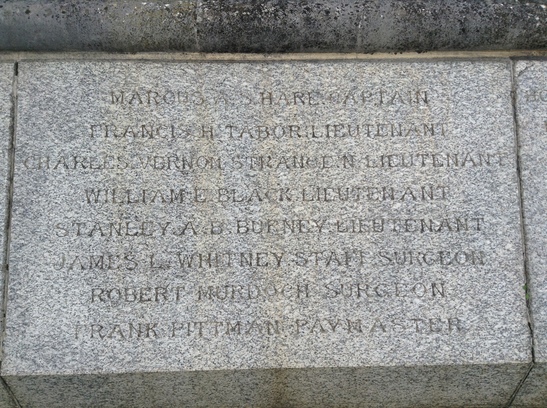 MARCUS A. S. HARE. CAPTAIN
FRANCIS. H. TABOR. LIEUTENANT
CHARLES. VERNON. STRANGE. N. LIEUTENANT
WILLIAM. E. BLACK. LIEUTENANT
STANLEY. A. B. BURNEY. LIEUTENANT
JAMES. L. WHITNEY. STAFF SURGEON
ROBERT MURDOCH SURGEON
FRANK PITTMAN PAYMASTER